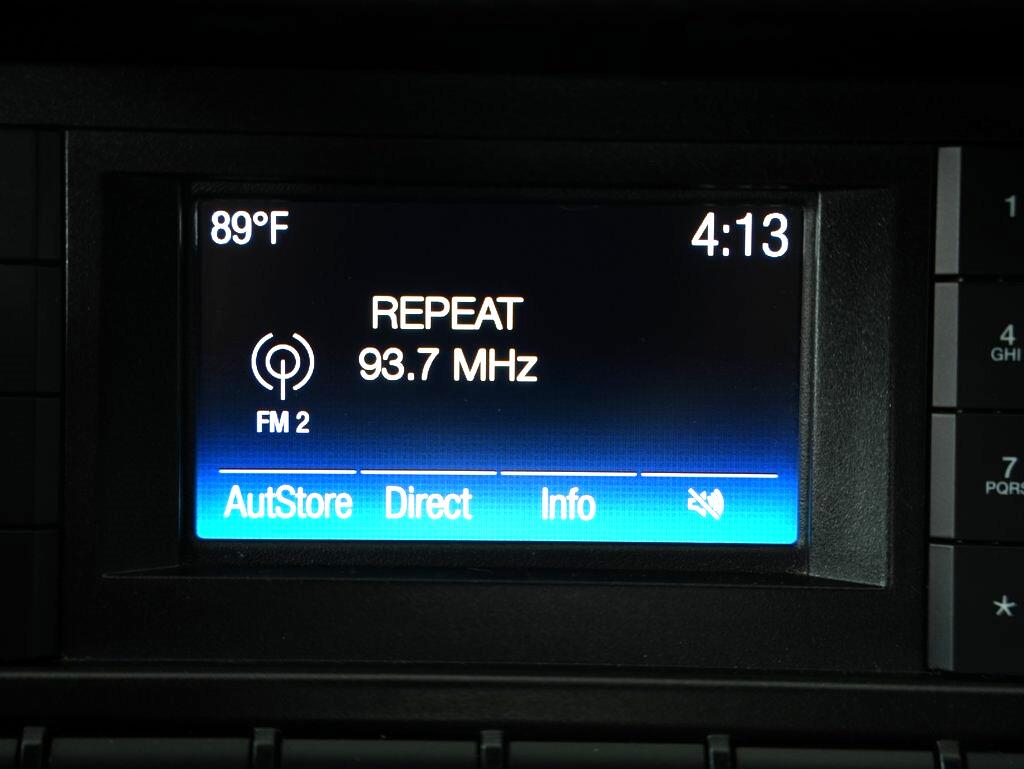 89°F 4:13
REPEAT
93.7 MHz
FM 2
AutStore Direct Info
1
4
GHI
7
PQRS
*